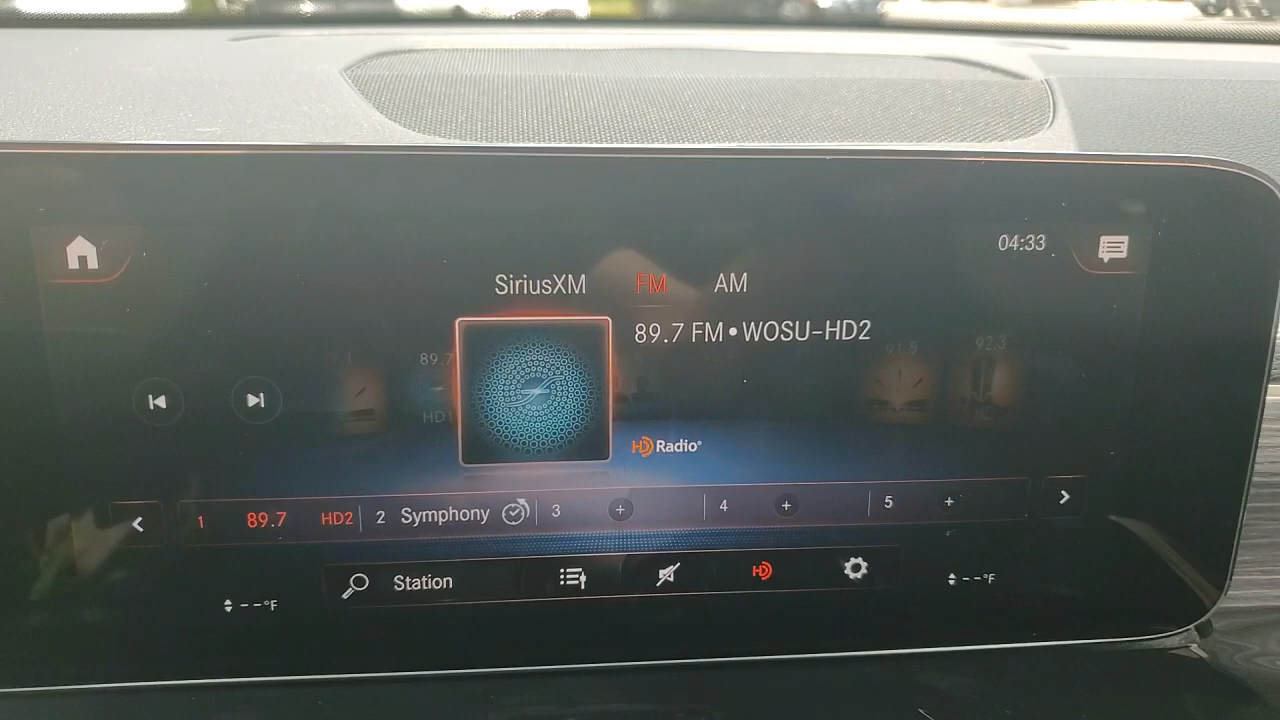 04:33
SiriusXM FM AM
89.7 FM•WOSU-HD2
89.7
HD1
91.5
92.3
HD Radio®
1 89.7 HD2 2 Symphony 3 + 4 + 5 +
Station HD
--°F
--°F